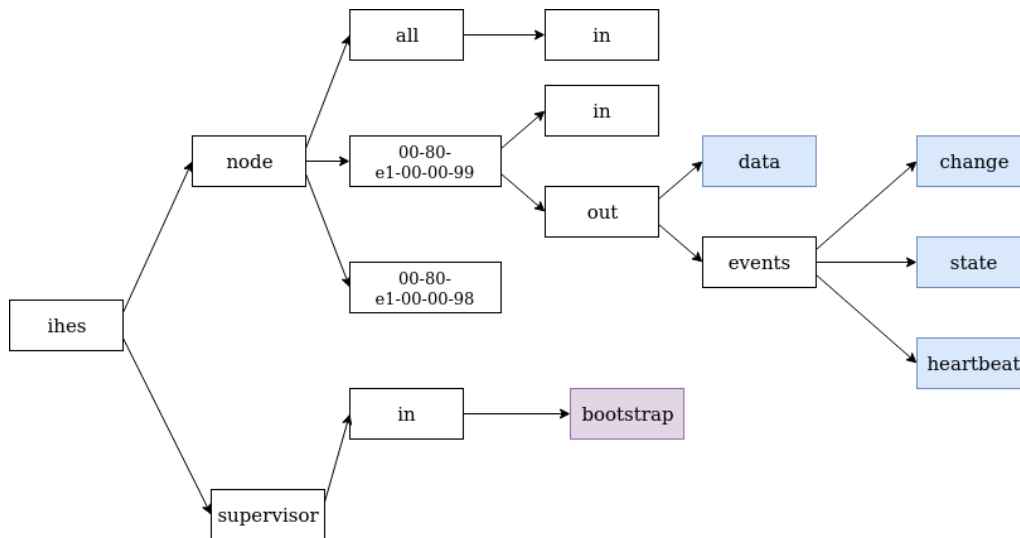 all
in
in
node
00-80-
e1-00-00-99
data
change
out
events
state
00-80-
e1-00-00-98
ihes
heartbeat
in
bootstrap
supervisor